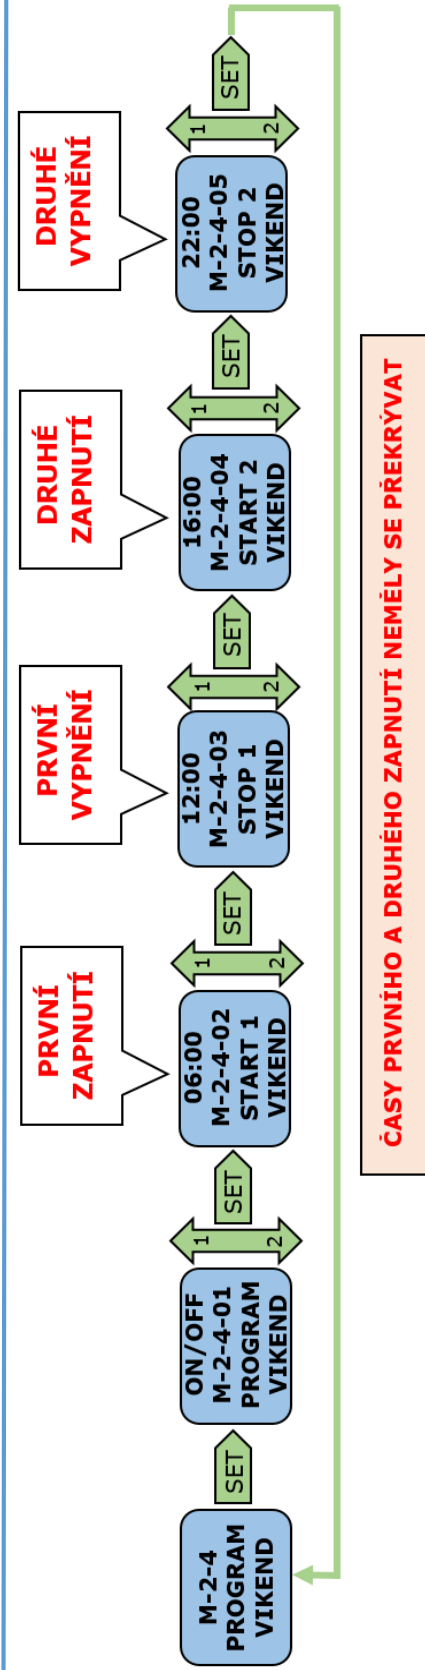 PRVNÍ
ZAPNUTÍ
PRVNÍ
VYPNĚNÍ
DRUHÉ
ZAPNUTÍ
DRUHÉ
VYPNĚNÍ
M-2-4
PROGRAM
VIKEND
SET
ON/OFF
M-2-4-01
PROGRAM
VIKEND
1
2
SET
06:00
M-2-4-02
START 1
VIKEND
1
2
SET
12:00
M-2-4-03
STOP 1
VIKEND
1
2
SET
16:00
M-2-4-04
START 2
VIKEND
1
2
SET
22:00
M-2-4-05
STOP 2
VIKEND
1
2
SET
ČASY PRVNÍHO A DRUHÉHO ZAPNUTÍ NEMĚLY SE PŘEKRÝVAT